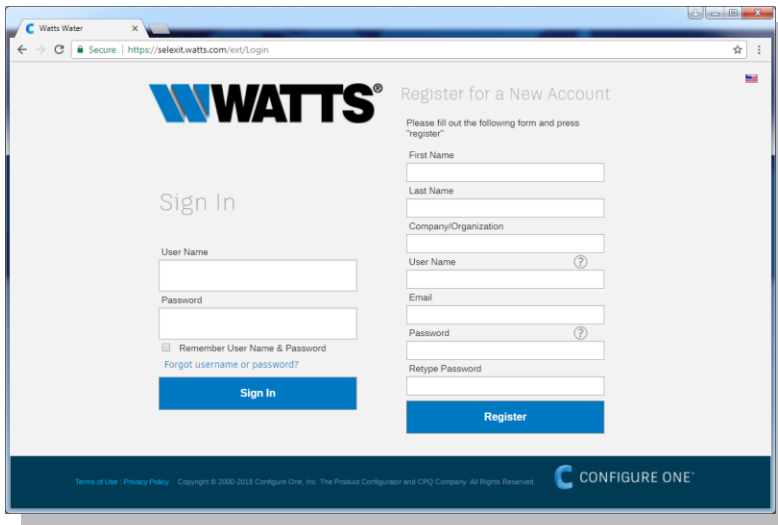 Watts Water
Secure | https://selexit.watts.com/ext/Login
WATTS®
Sign In
User Name
Password
Remember User Name & Password
Forgot username or password?
Sign In
Register for a New Account
Please fill out the following form and press
"register"
First Name
Last Name
Company/Organization
User Name
?
Email
Password
?
Retype Password
Register
Terms of Use | Privacy Policy Copyright © 2000-2018 Configure One, Inc. The Product Configurator and CPQ Company. All Rights Reserved.
CONFIGURE ONE